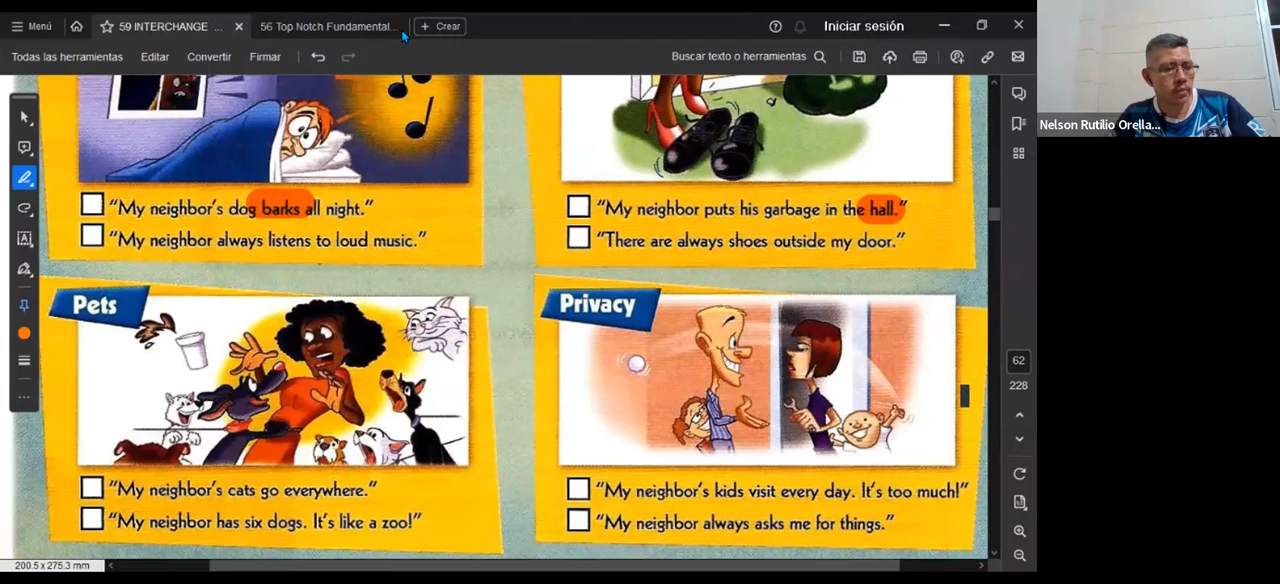 Menú
59 INTERCHANGE ...
56 Top Notch Fundamental...
Crear
Iniciar sesión
Todas las herramientas
Editar
Convertir
Firmar
Buscar texto o herramientas
Nelson Rutilio Orella...
"My neighbor's dog barks all night."
"My neighbor always listens to loud music."
"My neighbor puts his garbage in the hall."
"There are always shoes outside my door."
Pets
"My neighbor's cats go everywhere."
"My neighbor has six dogs. It's like a zoo!"
Privacy
"My neighbor's kids visit every day. It's too much!"
"My neighbor always asks me for things."
62
228
200.5 x 275.3 mm